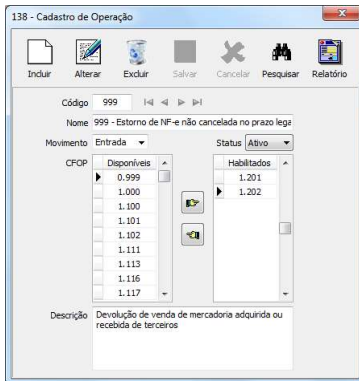 138 - Cadastro de Operação
Incluir Alterar Excluir Salvar Cancelar Pesquisar Relatório
Código 999
Nome 999 - Estorno de NF-e não cancelada no prazo lega
Movimento Entrada Status Ativo
CFOP Disponíveis Habilitados
0.999 1.201
1.000 1.202
1.100
1.101
1.102
1.111
1.113
1.116
1.117
Descrição Devolução de venda de mercadoria adquirida ou
recebida de terceiros